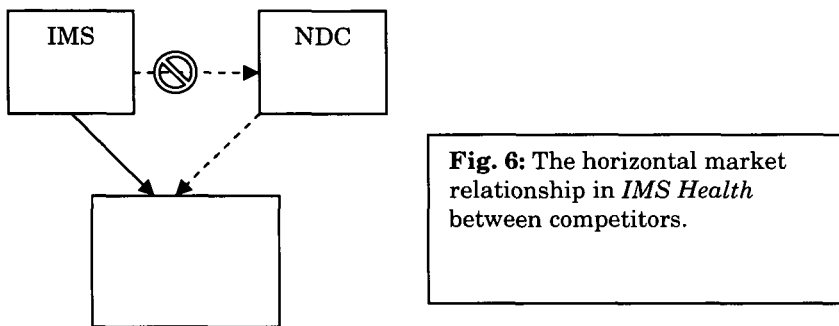 IMS
NDC
Fig. 6: The horizontal market
relationship in IMS Health
between competitors.